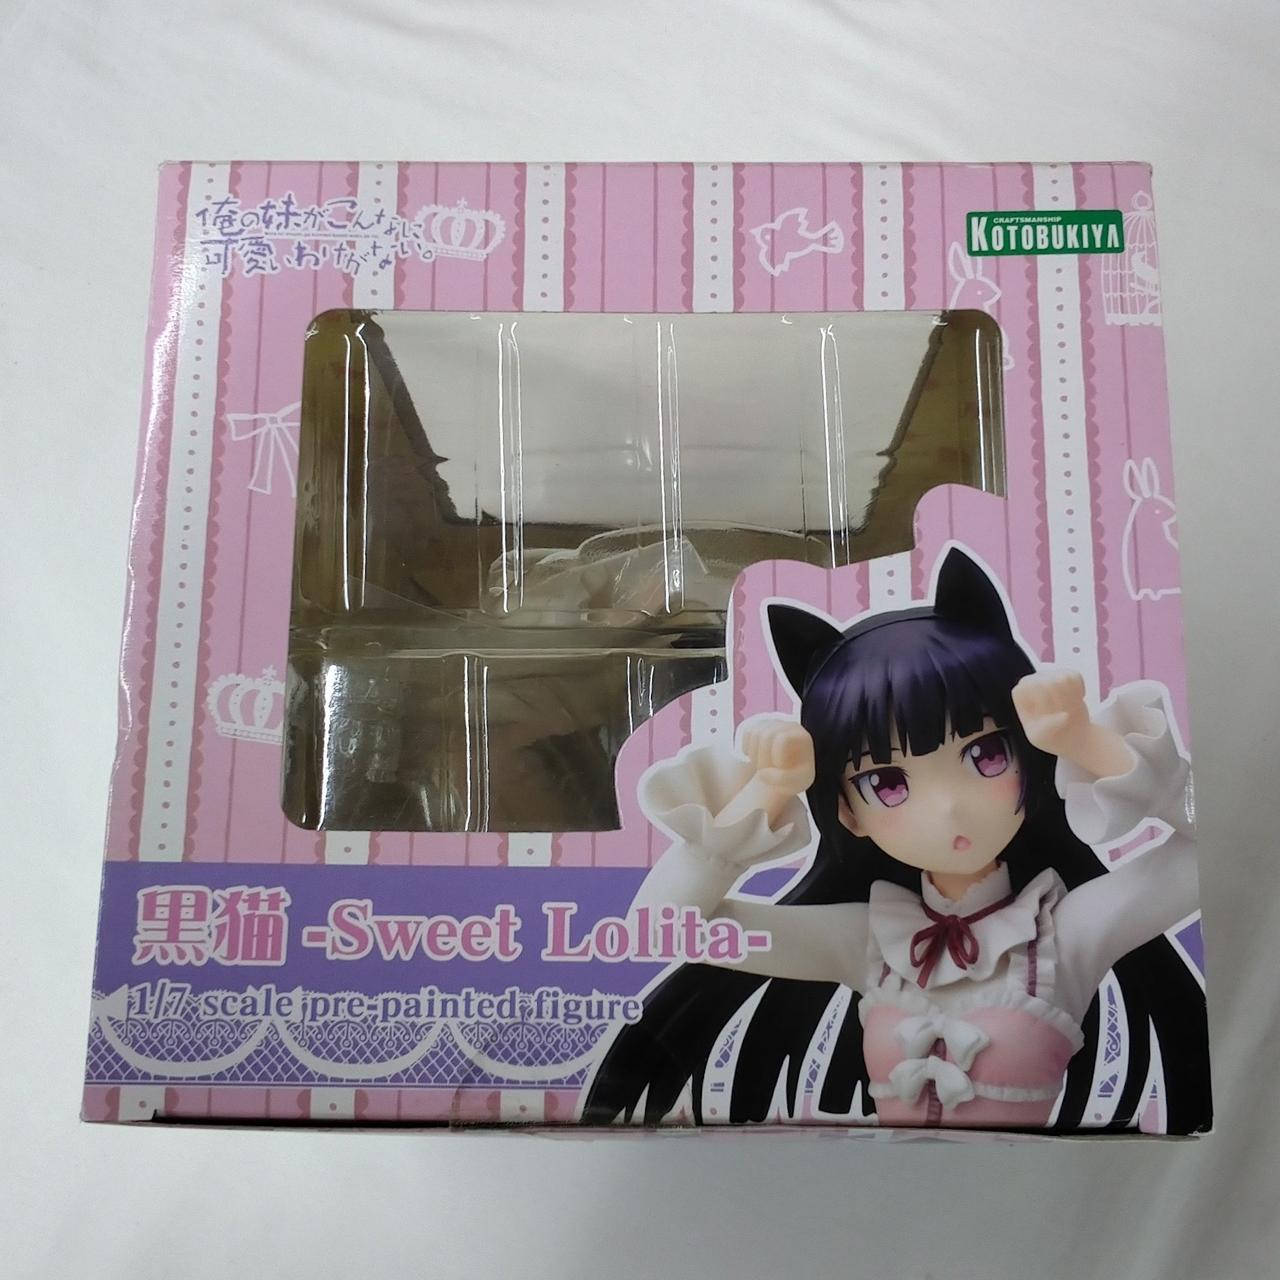 俺の妹がこんなに
可愛いわけがない。
CRAFTSMANSHIP
KOTOBUKIYA
黒猫 -Sweet Lolita-
1/7 scale pre-painted figure